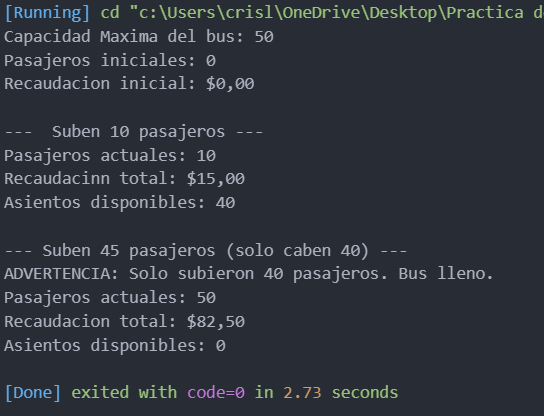 [Running] cd "c:\Users\crisl\OneDrive\Desktop\Practica d
Capacidad Maxima del bus: 50
Pasajeros iniciales: 0
Recaudacion inicial: $0,00
---  Suben 10 pasajeros ---
Pasajeros actuales: 10
Recaudacinn total: $15,00
Asientos disponibles: 40
--- Suben 45 pasajeros (solo caben 40) ---
ADVERTENCIA: Solo subieron 40 pasajeros. Bus lleno.
Pasajeros actuales: 50
Recaudacion total: $82,50
Asientos disponibles: 0
[Done] exited with code=0 in 2.73 seconds